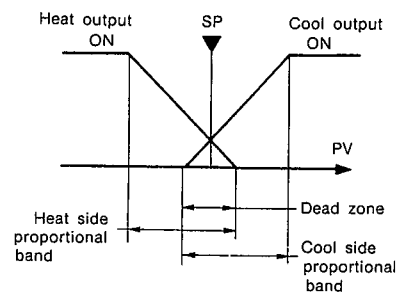 Heat output
ON
SP
Cool output
ON
PV
Dead zone
Heat side
proportional
band
Cool side
proportional
band